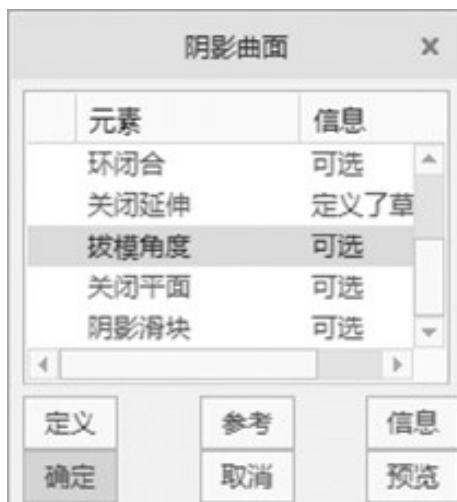 阴影曲面
元素 信息
环闭合 可选
关闭延伸 定义了草
拔模角度 可选
关闭平面 可选
阴影滑块 可选
定义 参考 信息
确定 取消 预览